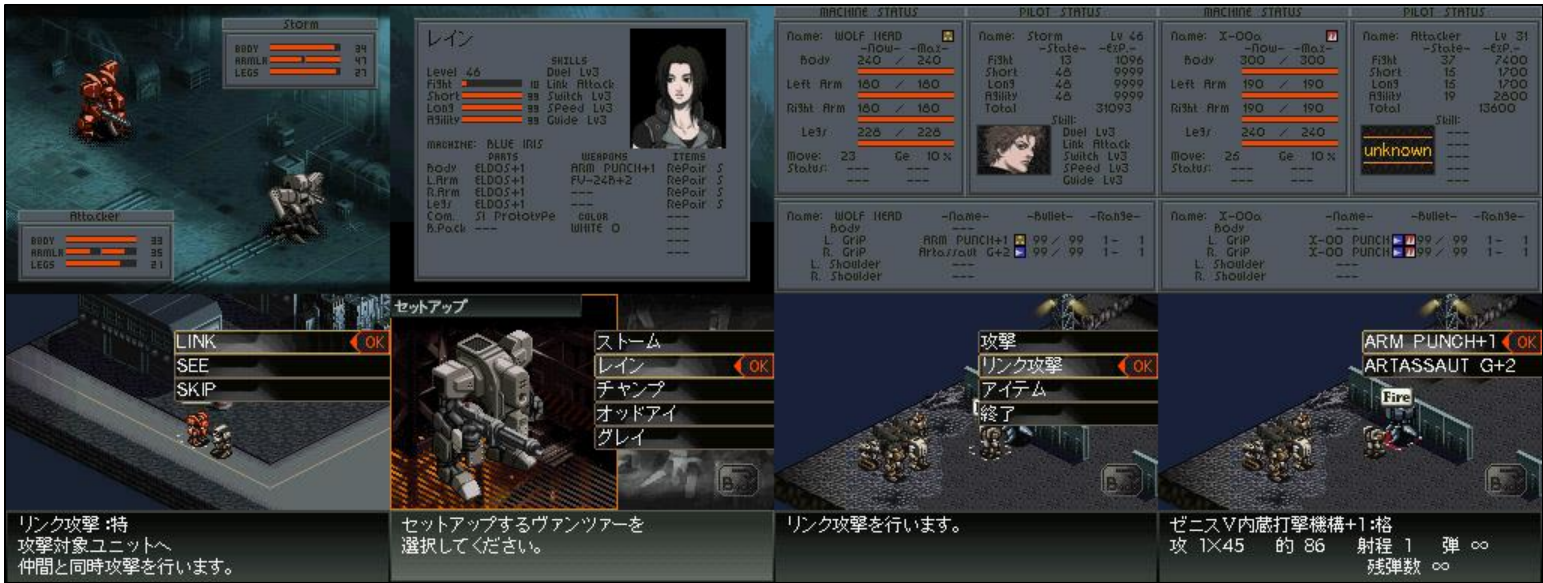 Storm
BODY 34
ARMLR 47
LEGS 27
Attacker
BODY 33
ARMLR 35
LEGS 21
レイン
Level 46
SKILLS
Fight 10 Duel Lv3
Short 99 Link Attack
Long 99 Switch Lv3
Agility 99 Speed Lv3
Guide Lv3
MACHINE: BLUE IRIS
PARTS WEAPONS ITEMS
Body ELDOS+1 ARM PUNCH+1 Repair S
L.Arm ELDOS+1 FV-24B+2 Repair S
R.Arm ELDOS+1 --- Repair S
Legs ELDOS+1 --- Repair S
Com. S1 Prototype COLOR ---
B.Pack --- WHITE O ---
MACHINE STATUS
Name: WOLF HEAD
-Now- -Max-
Body 240 / 240
Left Arm 180 / 180
Right Arm 180 / 180
Legs 228 / 228
Move: 23 Ge 10 %
Status: --- ---
PILOT STATUS
Name: Storm Lv 46
-State- -EXP.-
Fight 13 1096
Short 48 9999
Long 48 9999
Agility 48 9999
Total 31093
Skill:
Duel Lv3
Link Attack
Switch Lv3
Speed Lv3
Guide Lv3
Name: WOLF HEAD -Name- -Bullet- -Range-
Body ---
L. Grip ARM PUNCH+1 99 / 99 1- 1
R. Grip Artassaut G+2 99 / 99 1- 1
L. Shoulder ---
R. Shoulder ---
MACHINE STATUS
Name: X-00a
-Now- -Max-
Body 300 / 300
Left Arm 190 / 190
Right Arm 190 / 190
Legs 240 / 240
Move: 26 Ge 10 %
Status: --- ---
PILOT STATUS
Name: Attacker Lv 31
-State- -EXP.-
Fight 37 7400
Short 16 1700
Long 16 1700
Agility 19 2800
Total 13600
Skill:
unknown
Name: X-00a -Name- -Bullet- -Range-
Body ---
L. Grip X-00 PUNCH 99 / 99 1- 1
R. Grip X-00 PUNCH 99 / 99 1- 1
L. Shoulder ---
R. Shoulder ---
LINK OK
SEE
SKIP
リンク攻撃:特
攻撃対象ユニットへ
仲間と同時攻撃を行います。
セットアップ
ストーム
レイン OK
チャンプ
オッドアイ
グレイ
B
セットアップするヴァンツァーを
選択してください。
攻撃
リンク攻撃 OK
アイテム
終了
B
リンク攻撃を行います。
ARM PUNCH+1 OK
ARTASSAUT G+2
Fire
B
ゼニスV内蔵打撃機構+1:格
攻 1×45 的 86 射程 1 弾 ∞
残弾数 ∞